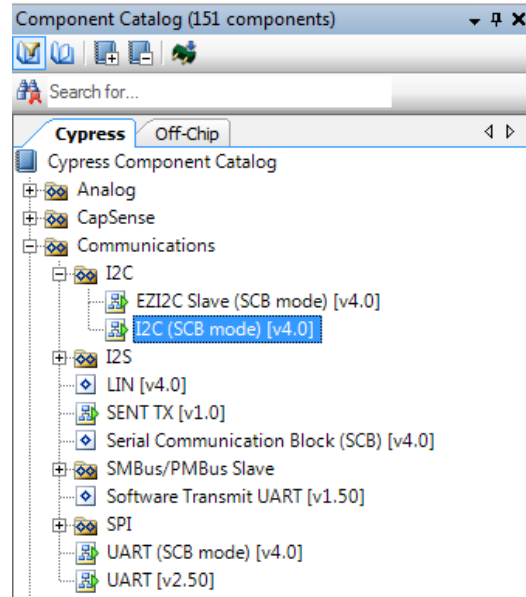 Component Catalog (151 components)
Search for...
Cypress Off-Chip
Cypress Component Catalog
Analog
CapSense
Communications
I2C
EZI2C Slave (SCB mode) [v4.0]
I2C (SCB mode) [v4.0]
I2S
LIN [v4.0]
SENT TX [v1.0]
Serial Communication Block (SCB) [v4.0]
SMBus/PMBus Slave
Software Transmit UART [v1.50]
SPI
UART (SCB mode) [v4.0]
UART [v2.50]